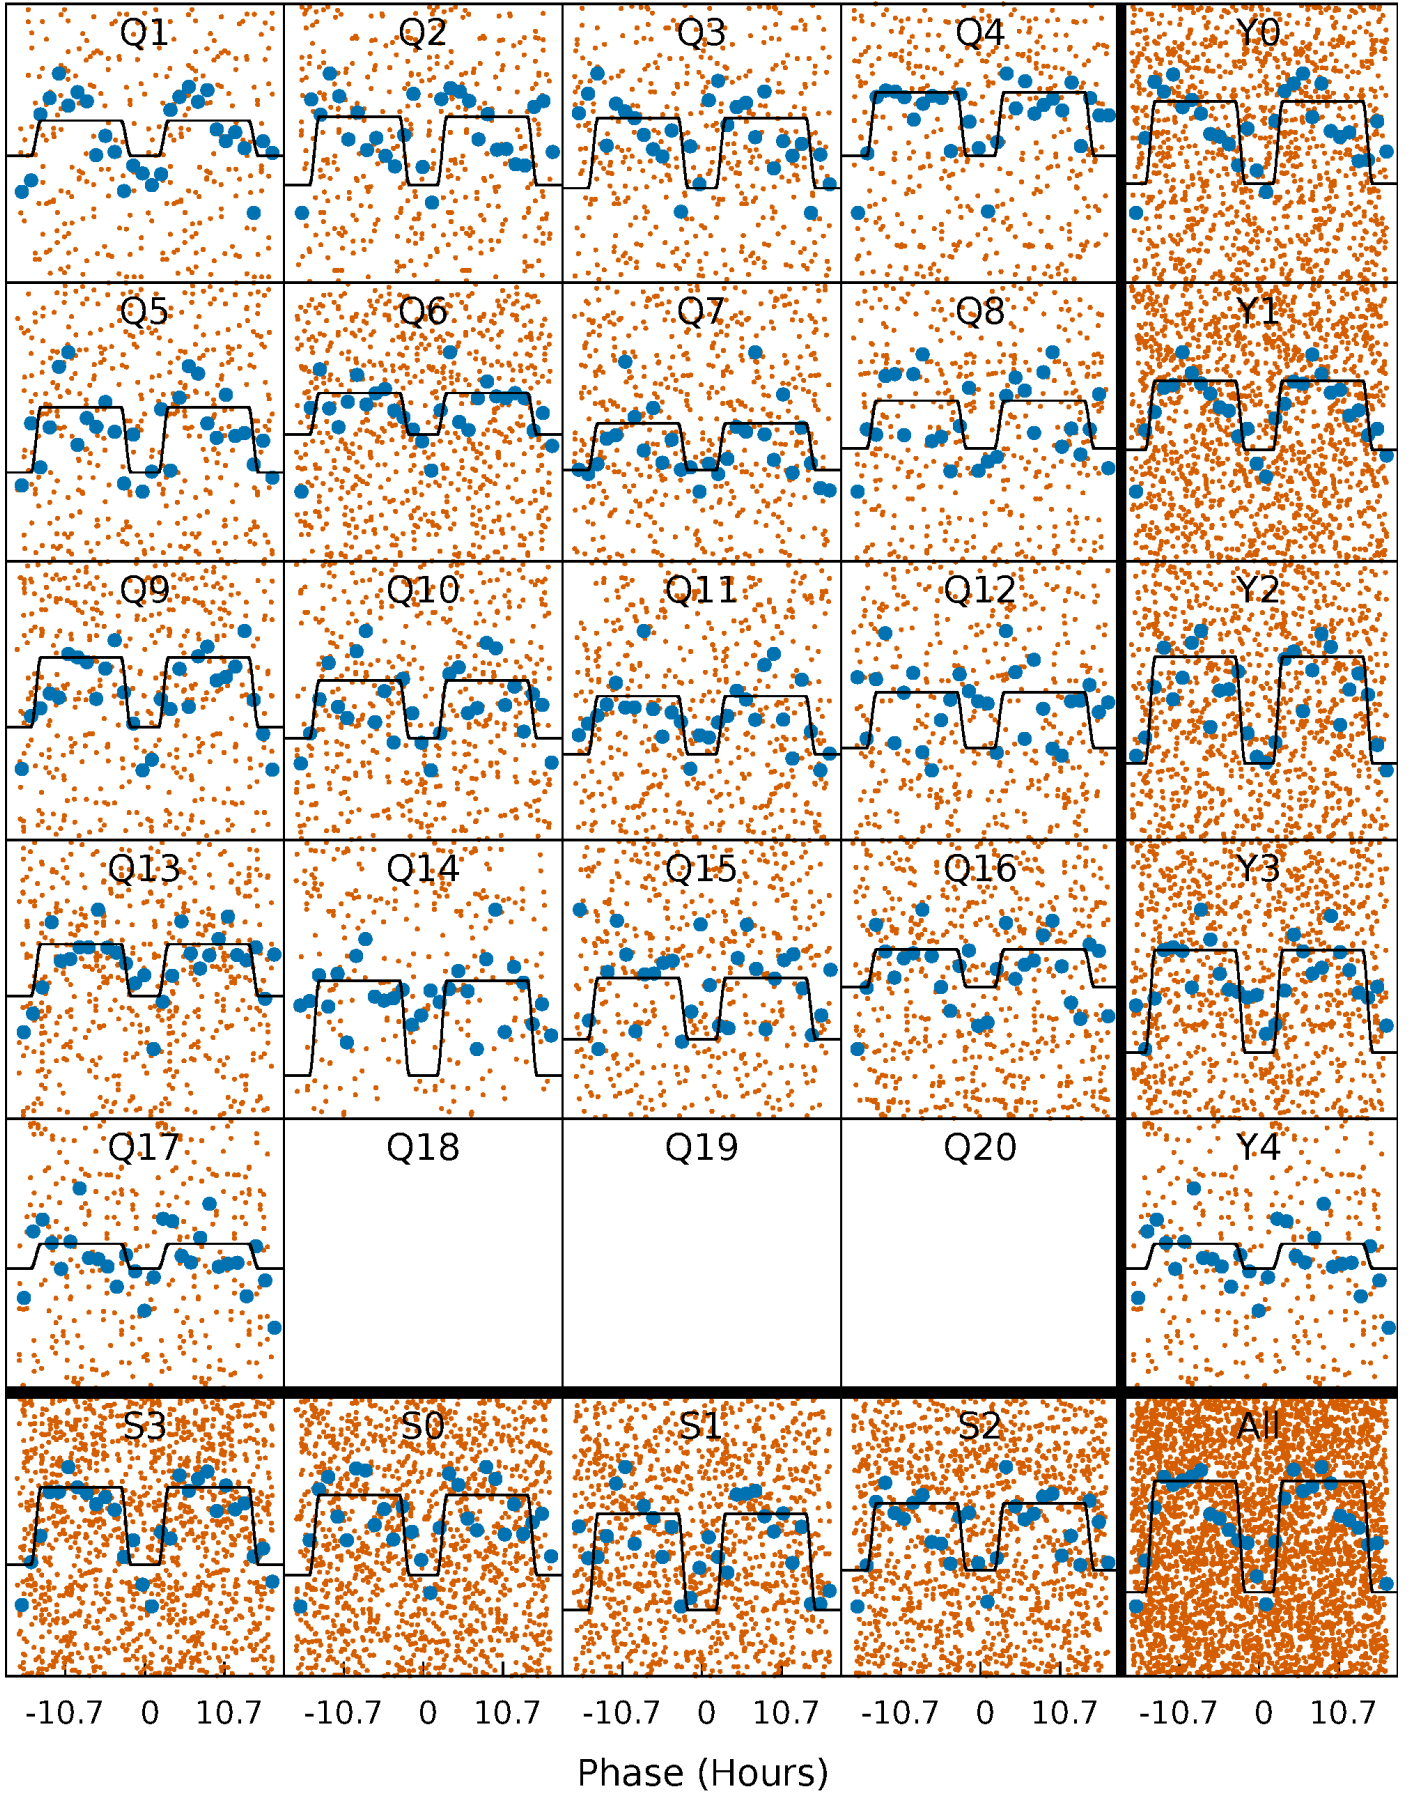 Q1 Q2 Q3 Q4 Y0
Q5 Q6 Q7 Q8 Y1
Q9 Q10 Q11 Q12 Y2
Q13 Q14 Q15 Q16 Y3
Q17 Q18 Q19 Q20 Y4
S3 S0 S1 S2 All
-10.7 0 10.7 -10.7 0 10.7 -10.7 0 10.7 -10.7 0 10.7 -10.7 0 10.7
Phase (Hours)